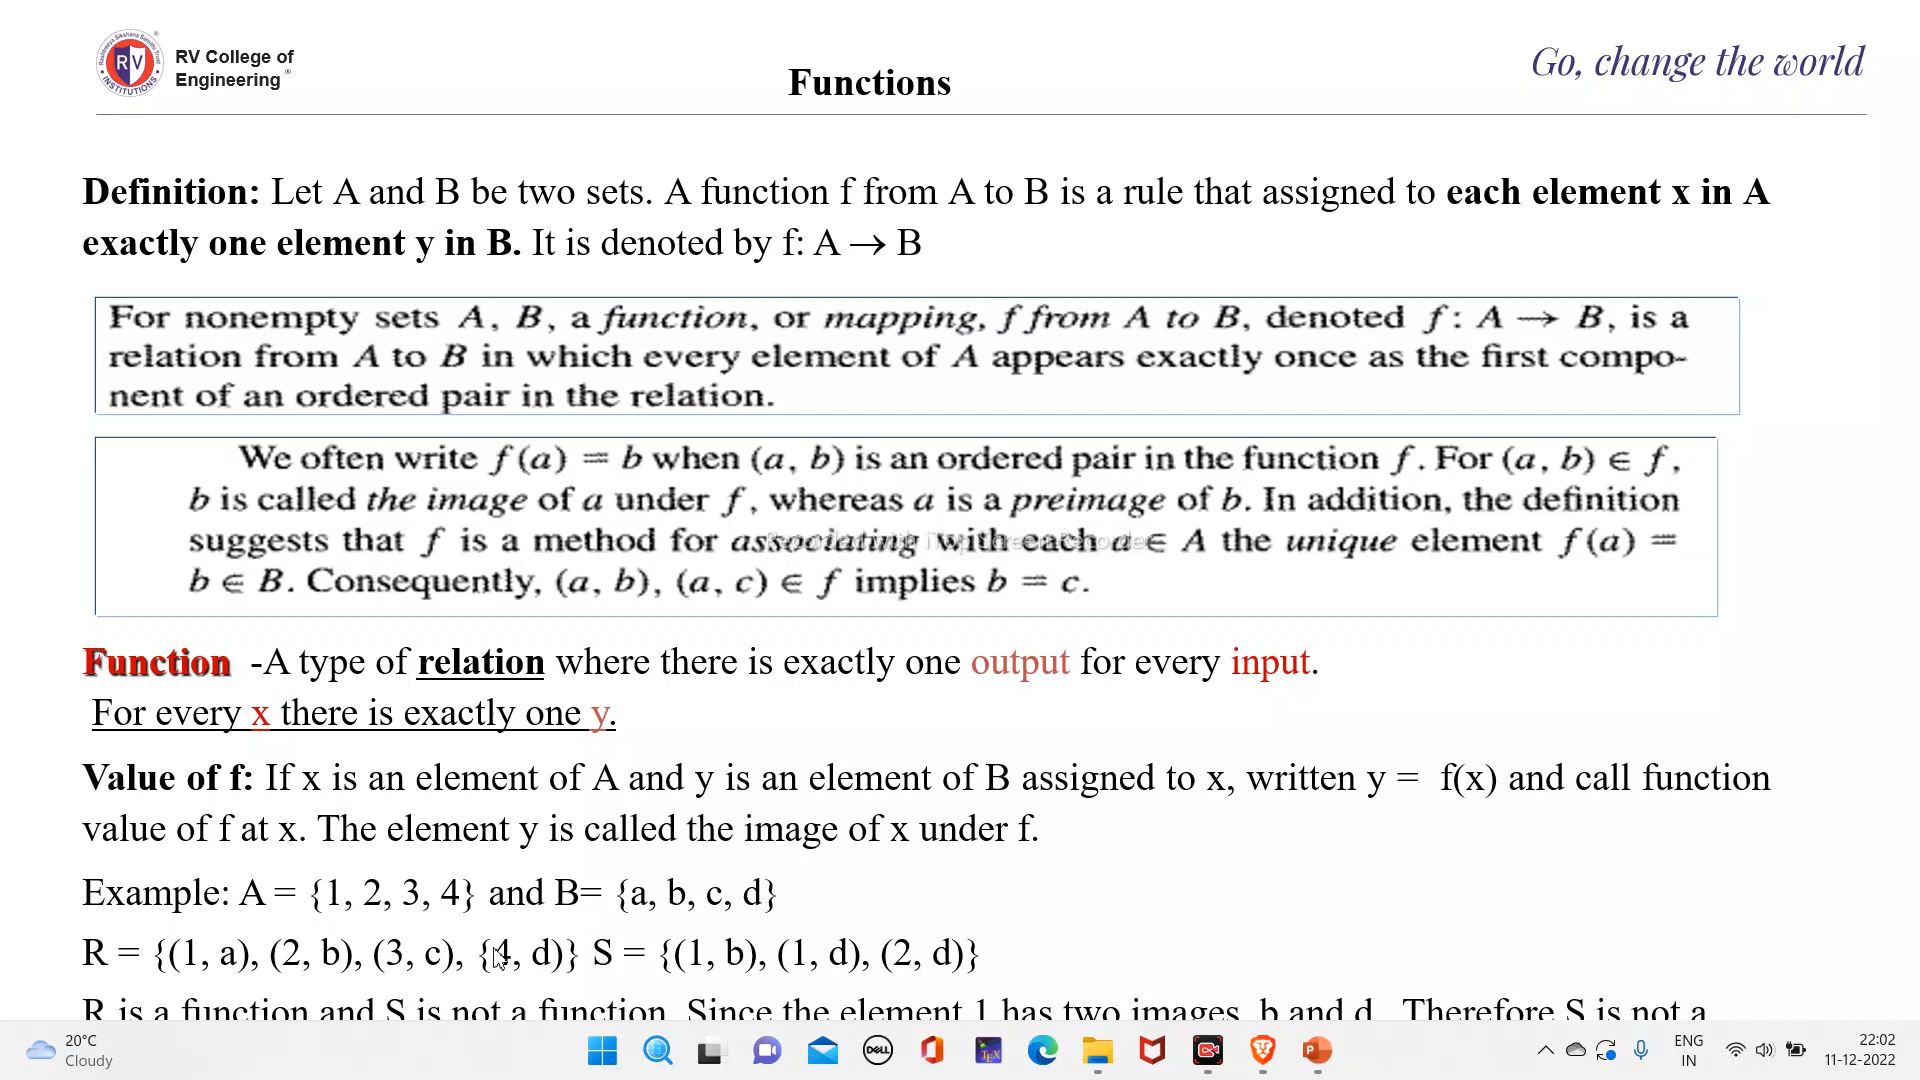 RV College of
Engineering
Functions
Go, change the world
Definition: Let A and B be two sets. A function f from A to B is a rule that assigned to each element x in A
exactly one element y in B. It is denoted by f: A → B
For nonempty sets A, B, a function, or mapping, f from A to B, denoted f: A → B, is a
relation from A to B in which every element of A appears exactly once as the first compo-
nent of an ordered pair in the relation.
We often write f(a) = b when (a, b) is an ordered pair in the function f. For (a, b) ∈ f,
b is called the image of a under f, whereas a is a preimage of b. In addition, the definition
suggests that f is a method for associating with each a ∈ A the unique element f(a) =
b ∈ B. Consequently, (a, b), (a, c) ∈ f implies b = c.
Function -A type of relation where there is exactly one output for every input.
For every x there is exactly one y.
Value of f: If x is an element of A and y is an element of B assigned to x, written y = f(x) and call function
value of f at x. The element y is called the image of x under f.
Example: A = {1, 2, 3, 4} and B= {a, b, c, d}
R = {(1, a), (2, b), (3, c), {4, d)} S = {(1, b), (1, d), (2, d)}
R is a function and S is not a function. Since the element 1 has two images b and d. Therefore S is not a
20°C
Cloudy
ENG
IN
22:02
11-12-2022